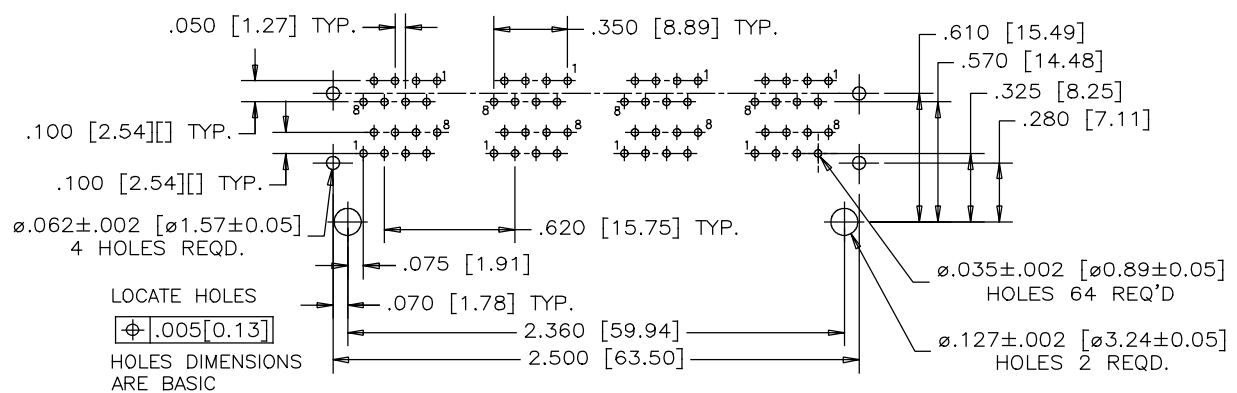 .050 [1.27] TYP.
.350 [8.89] TYP.
.610 [15.49]
.570 [14.48]
.325 [8.25]
.280 [7.11]
1
1
1
1
8
8
8
8
.100 [2.54][] TYP.
8
8
8
8
1
1
1
1
.100 [2.54][] TYP.
ø.062±.002 [ø1.57±0.05]
4 HOLES REQD.
.620 [15.75] TYP.
.075 [1.91]
ø.035±.002 [ø0.89±0.05]
HOLES 64 REQ'D
LOCATE HOLES
.070 [1.78] TYP.
.005[0.13]
2.360 [59.94]
ø.127±.002 [ø3.24±0.05]
HOLES 2 REQD.
2.500 [63.50]
HOLES DIMENSIONS
ARE BASIC